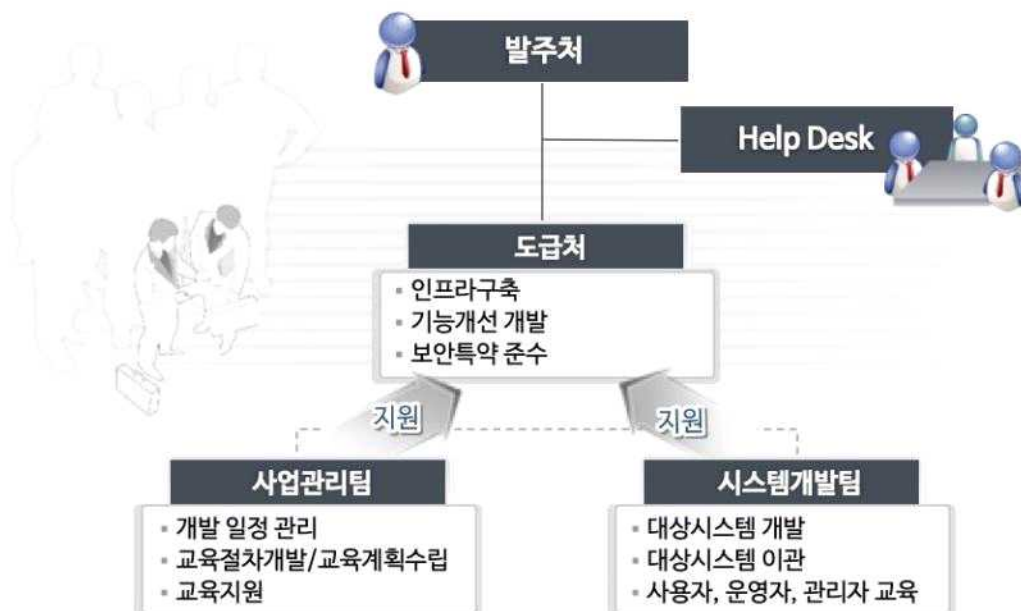 발주처
Help Desk
도급처
▪ 인프라구축
▪ 기능개선 개발
▪ 보안특약 준수
지원
지원
사업관리팀
▪ 개발 일정 관리
▪ 교육절차개발/교육계획수립
▪ 교육지원
시스템개발팀
▪ 대상시스템 개발
▪ 대상시스템 이관
▪ 사용자, 운영자, 관리자 교육